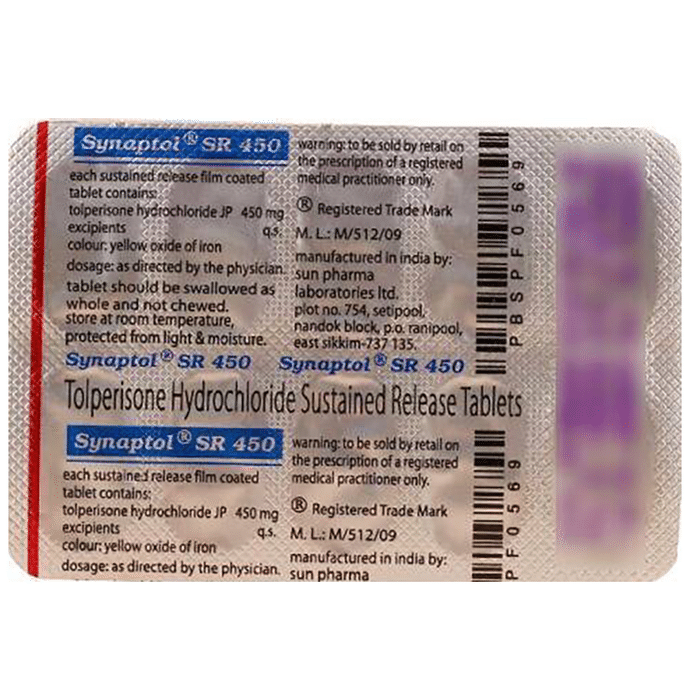 Synaptol® SR 450
each sustained release film coated
tablet contains:
tolperisone hydrochloride JP 450 mg
excipients q.s.
colour: yellow oxide of iron
dosage: as directed by the physician.
tablet should be swallowed as
whole and not chewed.
store at room temperature,
protected from light & moisture.
warning: to be sold by retail on
the prescription of a registered
medical practitioner only.
® Registered Trade Mark
M. L.: M/512/09
manufactured in india by:
sun pharma
laboratories ltd.
plot no. 754, setipool,
nandok block, p.o. ranipool,
east sikkim-737 135.
PBSPF0569
Synaptol® SR 450 Synaptol® SR 450
Tolperisone Hydrochloride Sustained Release Tablets
Synaptol® SR 450
each sustained release film coated
tablet contains:
tolperisone hydrochloride JP 450 mg
excipients q.s.
colour: yellow oxide of iron
dosage: as directed by the physician.
warning: to be sold by retail on
the prescription of a registered
medical practitioner only.
® Registered Trade Mark
M. L.: M/512/09
manufactured in india by:
sun pharma
PF0569